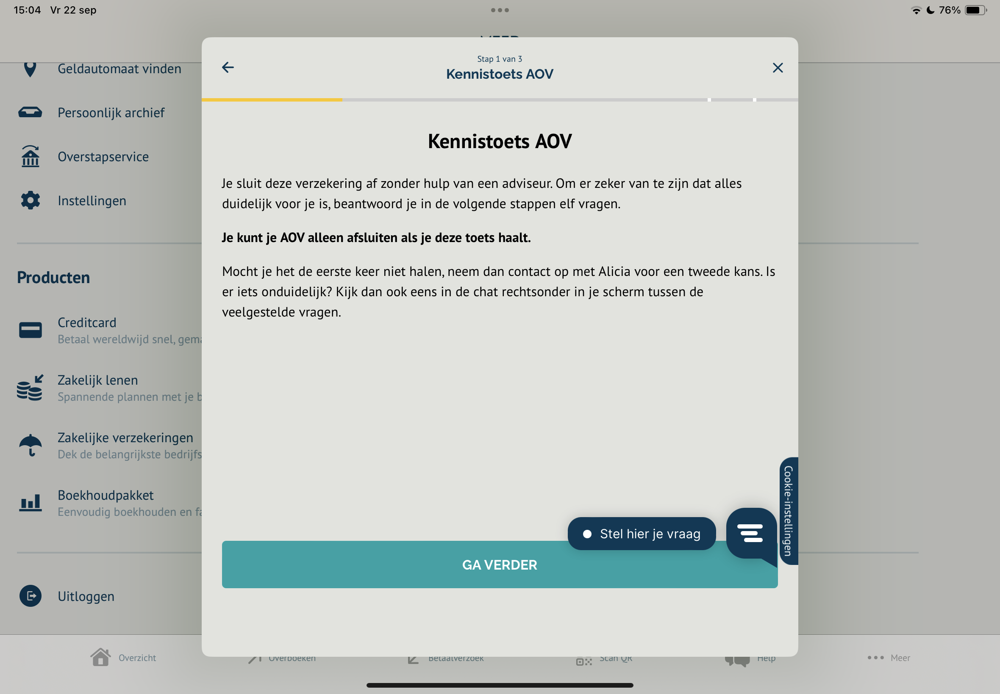 15:04 Vr 22 sep
76%
Geldautomaat vinden
Persoonlijk archief
Overstapservice
Instellingen
Producten
Creditcard
Betaal wereldwijd snel,
Zakelijk lenen
Spannende plannen met je
Zakelijke verzekeringen
Dek de belangrijkste
Boekhoudpakket
Eenvoudig boekhouden en
Uitloggen
Stap 1 van 3
Kennistoets AOV
Kennistoets AOV
Je sluit deze verzekering af zonder hulp van een adviseur. Om er zeker van te zijn dat alles
duidelijk voor je is, beantwoord je in de volgende stappen elf vragen.
Je kunt je AOV alleen afsluiten als je deze toets haalt.
Mocht je het de eerste keer niet halen, neem dan contact op met Alicia voor een tweede kans. Is
er iets onduidelijk? Kijk dan ook eens in de chat rechtsonder in je scherm tussen de
veelgestelde vragen.
Cookie-instellingen
Stel hier je vraag
GA VERDER
Overzicht
Overboeken
Betaalverzoek
Scan QR
Help
Meer